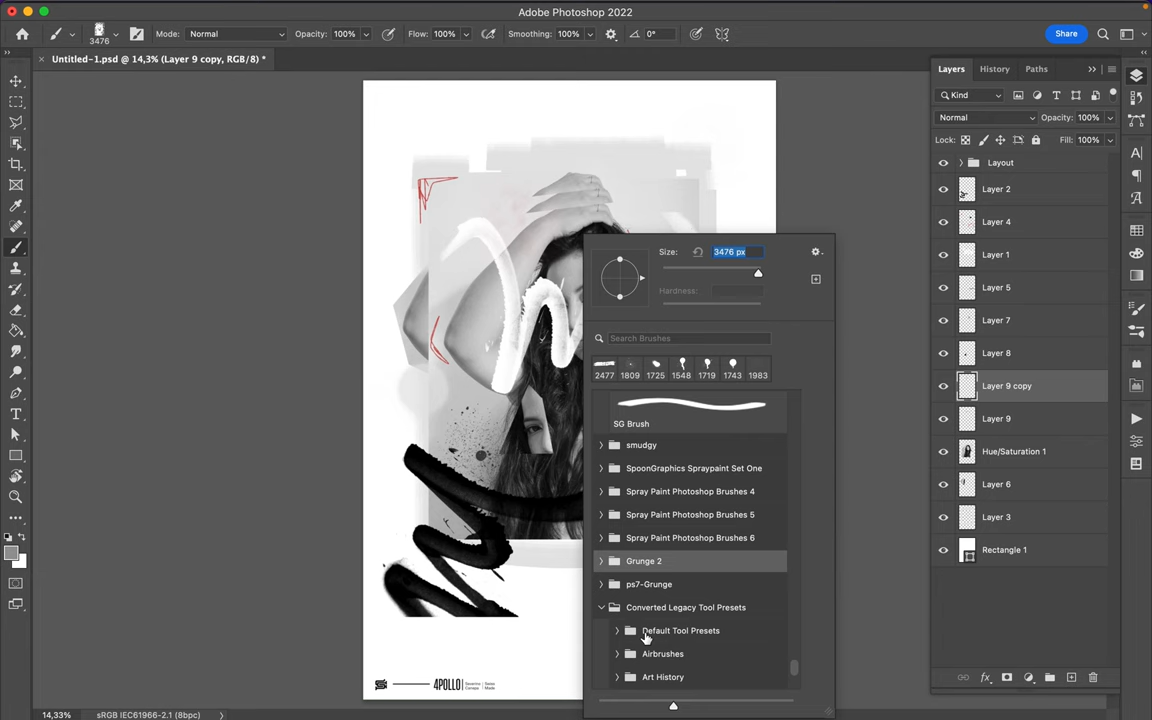 Adobe Photoshop 2022
3476
Mode: Normal
Opacity: 100%
Flow: 100%
Smoothing: 100%
0°
Share
Untitled-1.psd @ 14,3% (Layer 9 copy, RGB/8) *
Layers
History
Paths
Kind
Normal
Opacity: 100%
Lock:
Fill: 100%
Layout
Layer 2
Layer 4
Layer 1
Layer 5
Layer 7
Layer 8
Layer 9 copy
Layer 9
Hue/Saturation 1
Layer 6
Layer 3
Rectangle 1
Size:
3476 px
Hardness:
Search Brushes
2477 1809 1725 1548 1719 1743 1983
SG Brush
smudgy
SpoonGraphics Spraypaint Set One
Spray Paint Photoshop Brushes 4
Spray Paint Photoshop Brushes 5
Spray Paint Photoshop Brushes 6
Grunge 2
ps7-Grunge
Converted Legacy Tool Presets
Default Tool Presets
Airbrushes
Art History
4POLLO
14,33%
sRGB IEC61966-2.1 (8bpc)